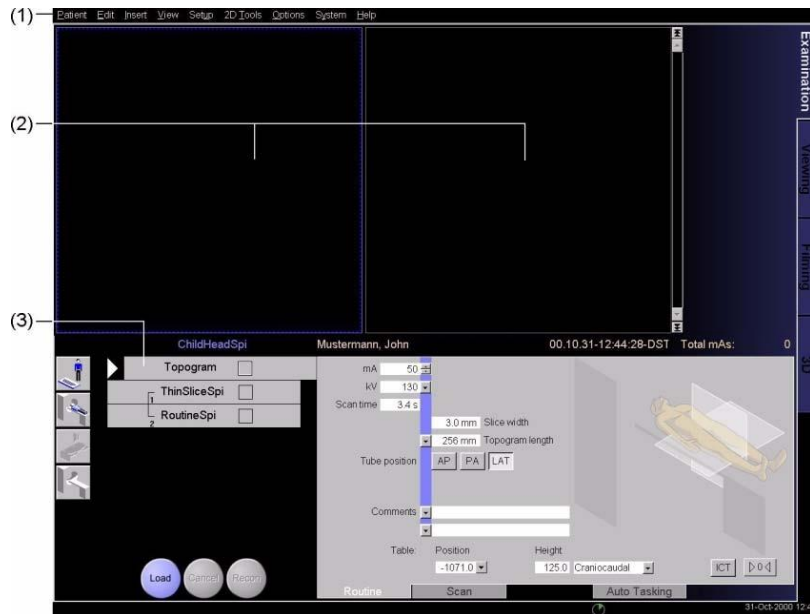 (1)
Patient Edit Insert View Setup 2D Tools Options System Help
Examination
(2)
Viewing
Filming
(3)
3D
ChildHeadSpi Mustermann, John 00.10.31-12:44:28-DST Total mAs: 0
Topogram
1 ThinSliceSpi
2 RoutineSpi
mA 50
kV 130
Scan time 3.4 s
3.0 mm Slice width
256 mm Topogram length
Tube position AP PA LAT
Comments
Table: Position Height
-1071.0 125.0 Craniocaudal ICT 0
Load Cancel Recon
Routine Scan Auto Tasking